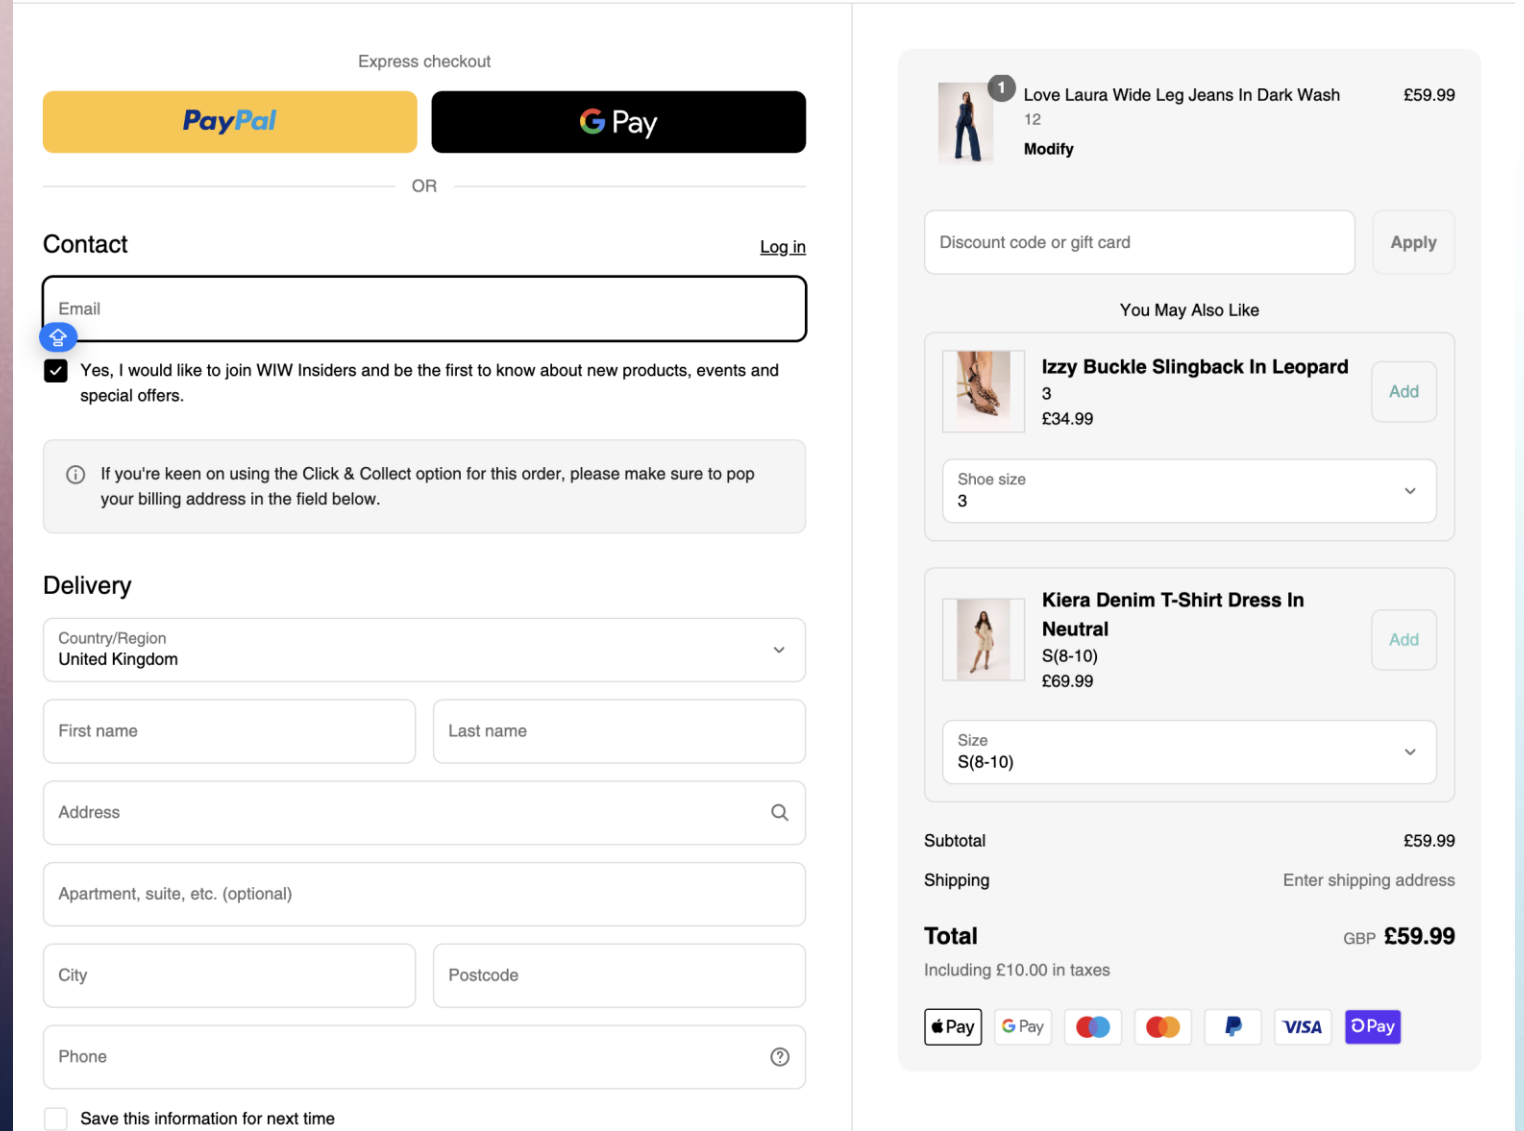 Express checkout
PayPal
G Pay
OR
Contact
Log in
Email
Yes, I would like to join WIW Insiders and be the first to know about new products, events and
special offers.
If you're keen on using the Click & Collect option for this order, please make sure to pop
your billing address in the field below.
Delivery
Country/Region
United Kingdom
First name
Last name
Address
Apartment, suite, etc. (optional)
City
Postcode
Phone
Save this information for next time
1
Love Laura Wide Leg Jeans In Dark Wash
£59.99
12
Modify
Discount code or gift card
Apply
You May Also Like
Izzy Buckle Slingback In Leopard
3
£34.99
Add
Shoe size
3
Kiera Denim T-Shirt Dress In
Neutral
S(8-10)
£69.99
Add
Size
S(8-10)
Subtotal
£59.99
Shipping
Enter shipping address
Total
GBP £59.99
Including £10.00 in taxes
Pay
G Pay
VISA
Pay